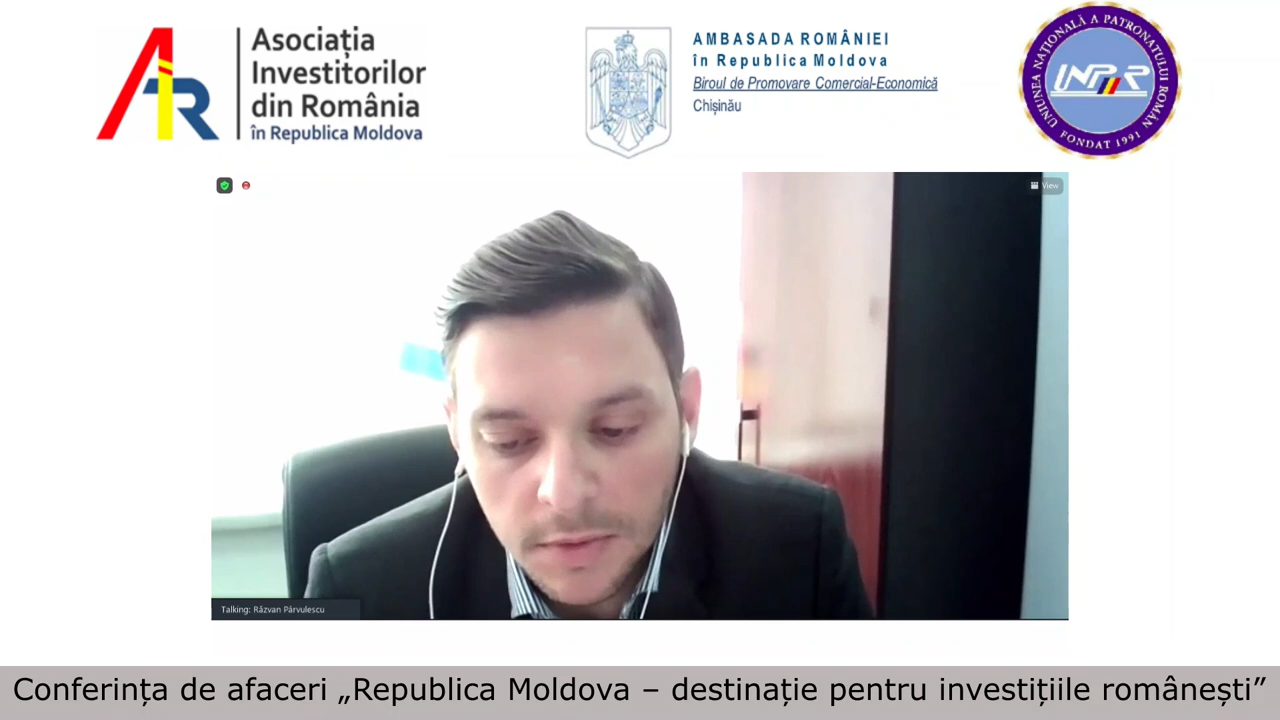 Asociația
Investitorilor
din România
în Republica Moldova
AMBASADA ROMÂNIEI
în Republica Moldova
Biroul de Promovare Comercial-Economică
Chișinău
UNIUNEA NAȚIONALĂ A PATRONATULUI ROMÂN
UNPR
FONDAT 1991
View
Talking: Răzvan Pârvulescu
Conferința de afaceri „Republica Moldova – destinație pentru investițiile românești”